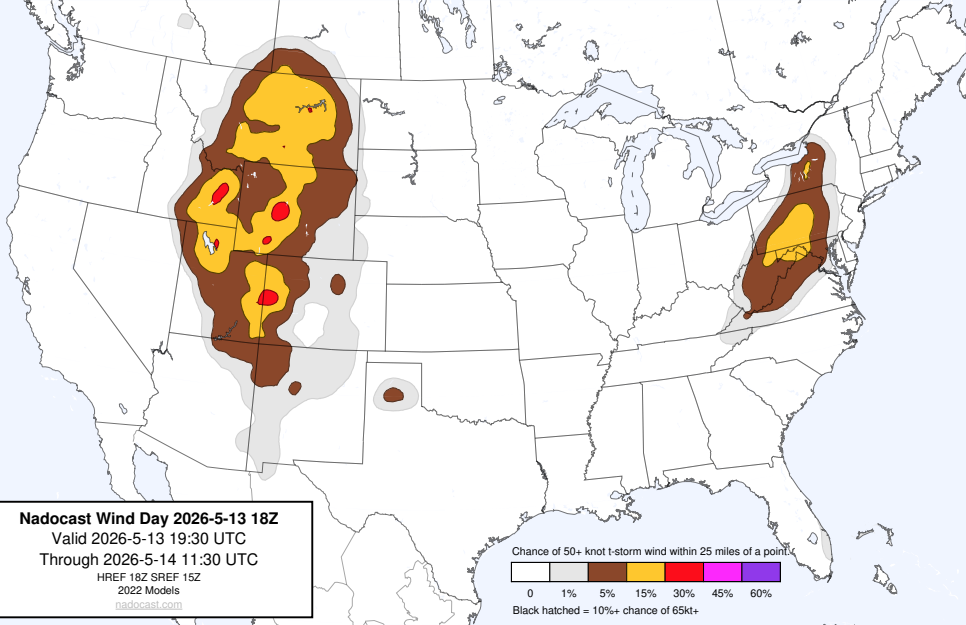 Nadocast Wind Day 2026-5-13 18Z
Valid 2026-5-13 19:30 UTC
Through 2026-5-14 11:30 UTC
HREF 18Z SREF 15Z
2022 Models
nadocast.com
Chance of 50+ knot t-storm wind within 25 miles of a point.
0 1% 5% 15% 30% 45% 60%
Black hatched = 10%+ chance of 65kt+